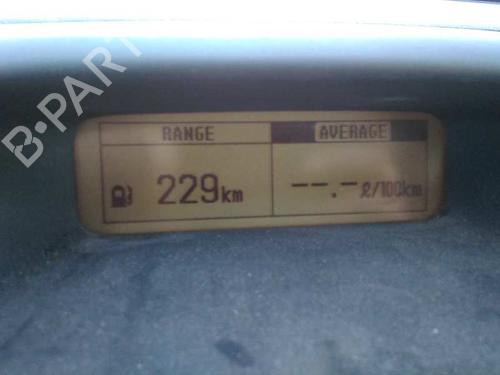 B-PARTS
RANGE
AVERAGE
229km
--.-ℓ/100km